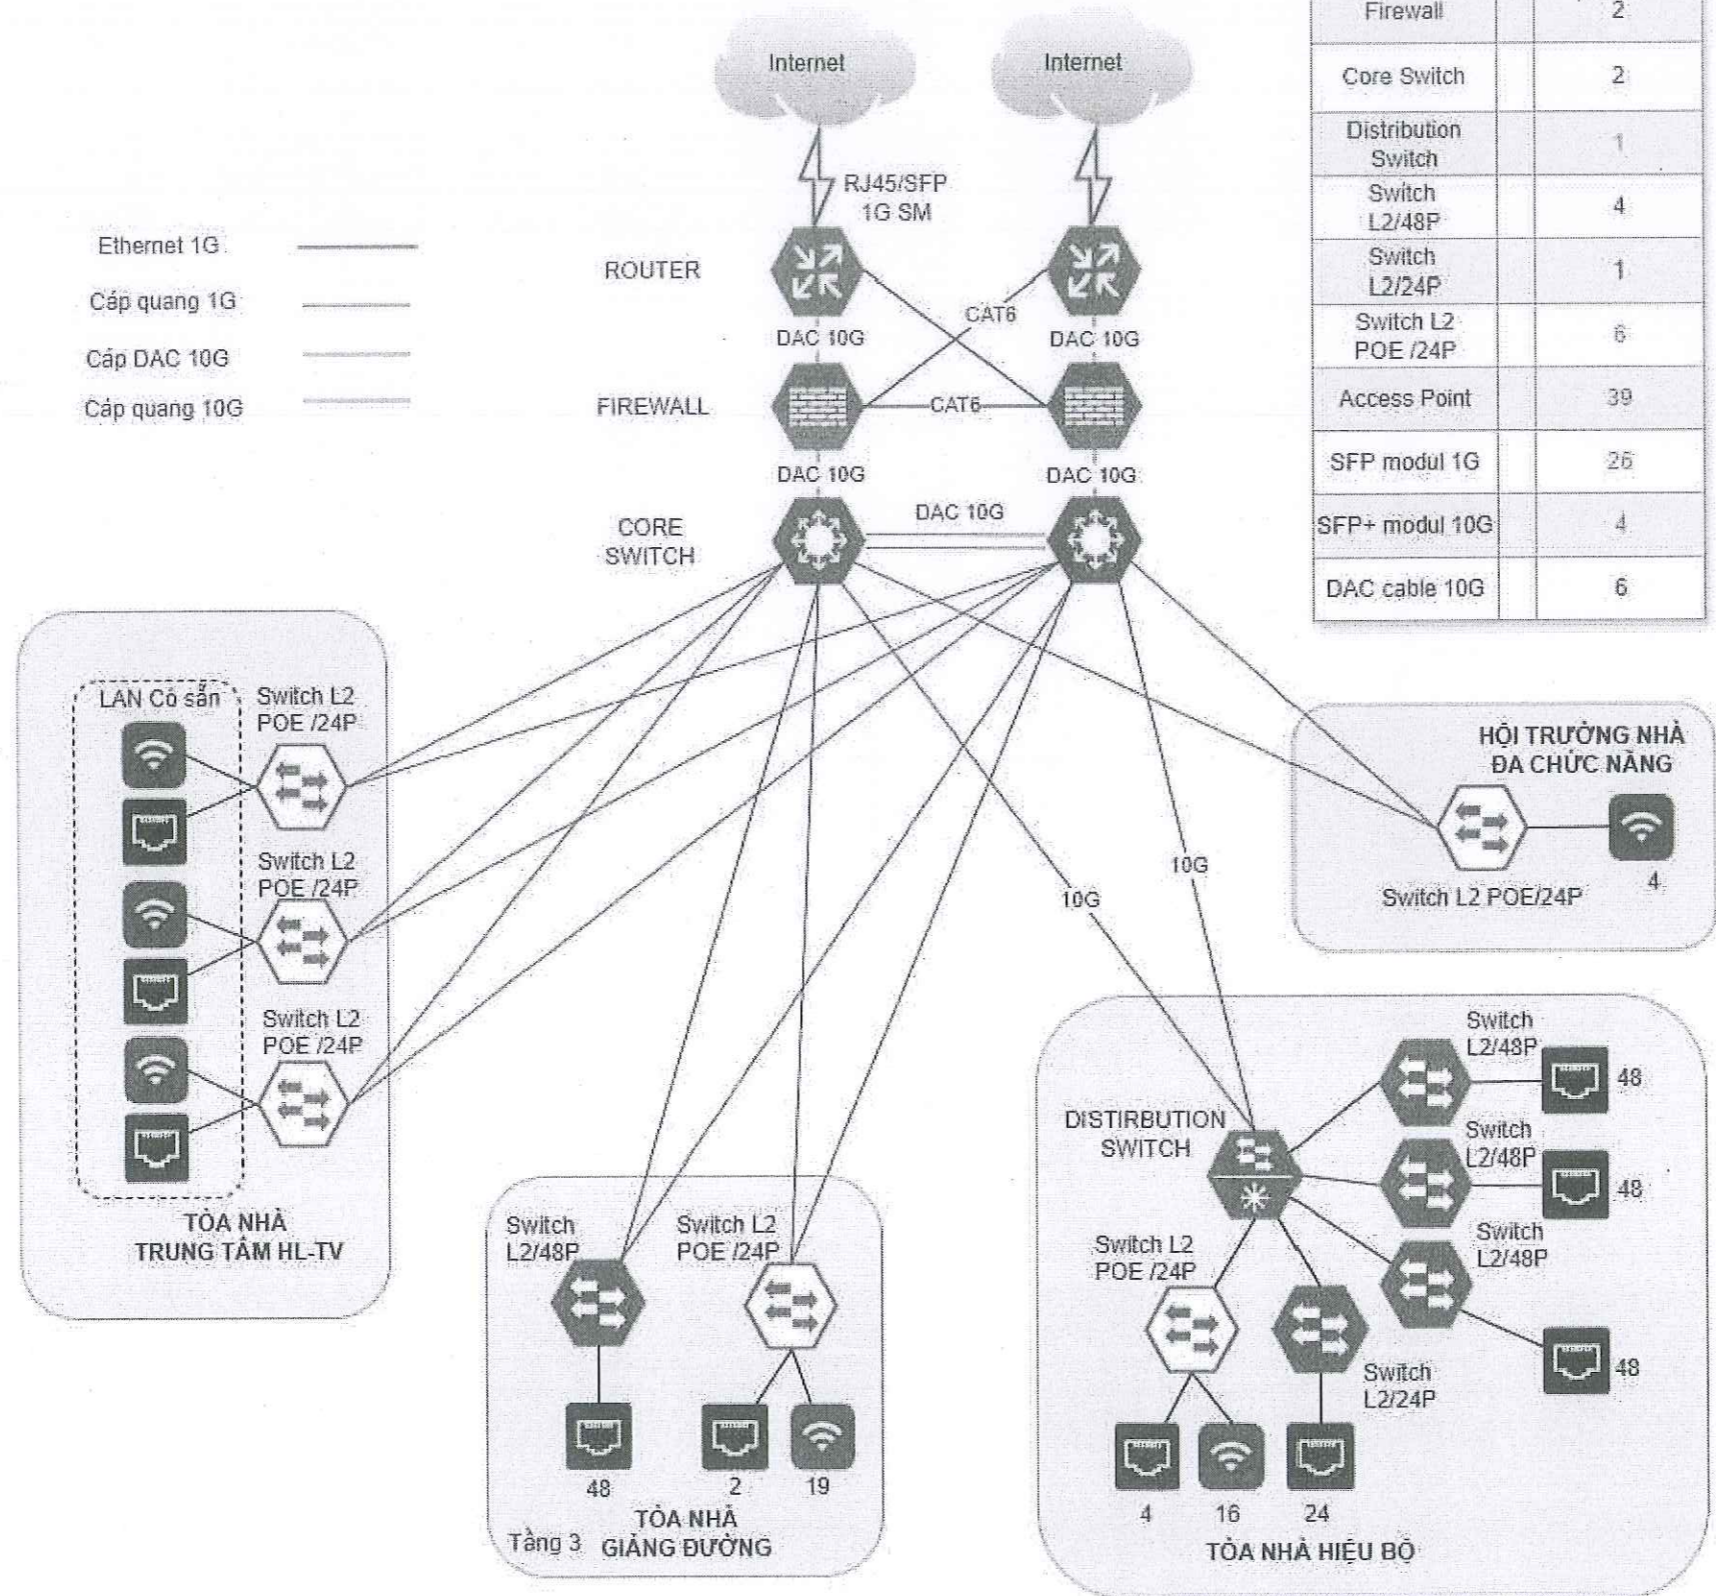 Internet
Internet
RJ45/SFP
1G SM
Ethernet 1G
Cáp quang 1G
Cáp DAC 10G
Cáp quang 10G
ROUTER
CAT6
DAC 10G
DAC 10G
FIREWALL
CAT6
DAC 10G
DAC 10G
CORE
SWITCH
DAC 10G
Firewall 2
Core Switch 2
Distribution
Switch 1
Switch
L2/48P 4
Switch
L2/24P 1
Switch L2
POE /24P 6
Access Point 39
SFP modul 1G 26
SFP+ modul 10G 4
DAC cable 10G 6
LAN Có sẵn
Switch L2
POE /24P
Switch L2
POE /24P
Switch L2
POE /24P
TÒA NHÀ
TRUNG TÂM HL-TV
10G
10G
HỘI TRƯỜNG NHÀ
ĐA CHỨC NĂNG
Switch L2 POE/24P
4
Switch
L2/48P
Switch L2
POE /24P
48
2
19
Tầng 3
TÒA NHÀ
GIẢNG ĐƯỜNG
DISTIRBUTION
SWITCH
Switch
L2/48P
48
Switch
L2/48P
48
Switch
L2/48P
48
Switch L2
POE /24P
Switch
L2/24P
4
16
24
TÒA NHÀ HIỆU BỘ